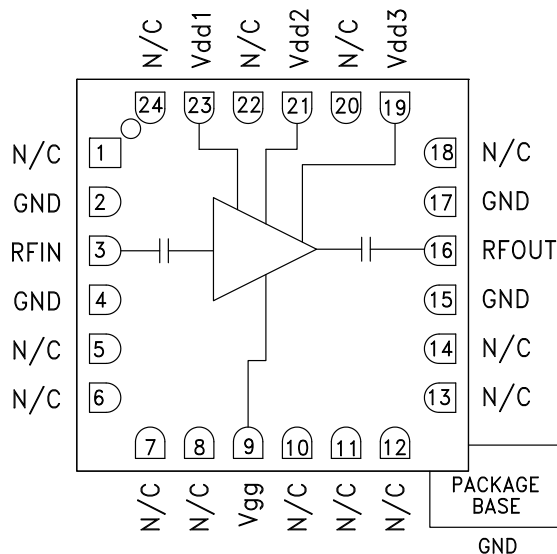 N/C
Vdd1
N/C
Vdd2
N/C
Vdd3
24
23
22
21
20
19
N/C 1
18 N/C
GND 2
17 GND
RFIN 3
16 RFOUT
GND 4
15 GND
N/C 5
14 N/C
N/C 6
13 N/C
7
8
9
10
11
12
N/C
N/C
Vgg
N/C
N/C
N/C
PACKAGE
BASE
GND